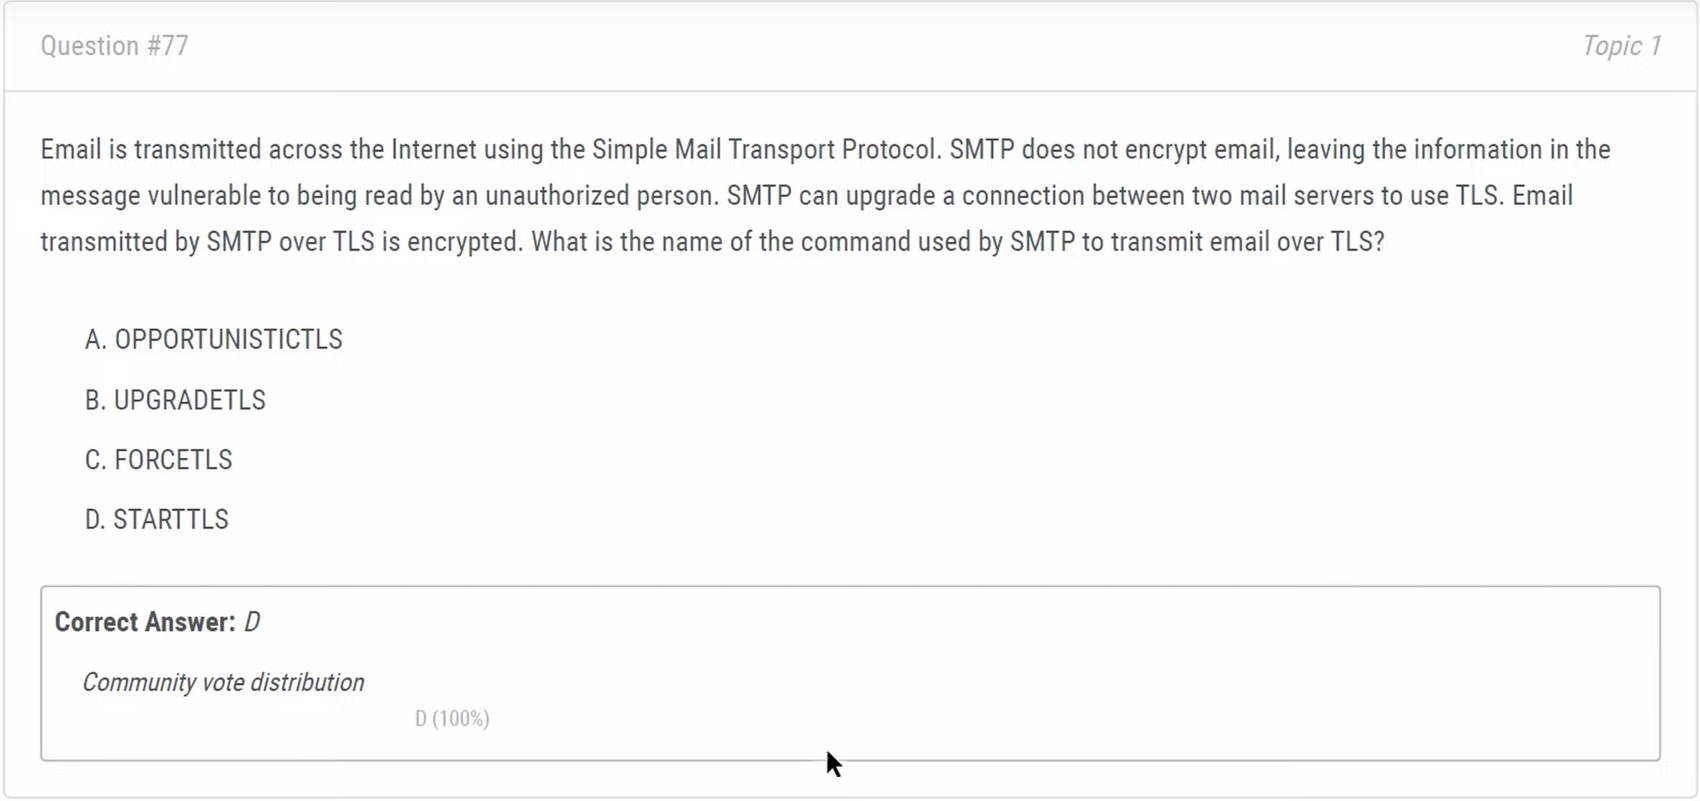 Question #77
Topic 1
Email is transmitted across the Internet using the Simple Mail Transport Protocol. SMTP does not encrypt email, leaving the information in the
message vulnerable to being read by an unauthorized person. SMTP can upgrade a connection between two mail servers to use TLS. Email
transmitted by SMTP over TLS is encrypted. What is the name of the command used by SMTP to transmit email over TLS?
A. OPPORTUNISTICTLS
B. UPGRADETLS
C. FORCETLS
D. STARTTLS
Correct Answer: D
Community vote distribution
D (100%)